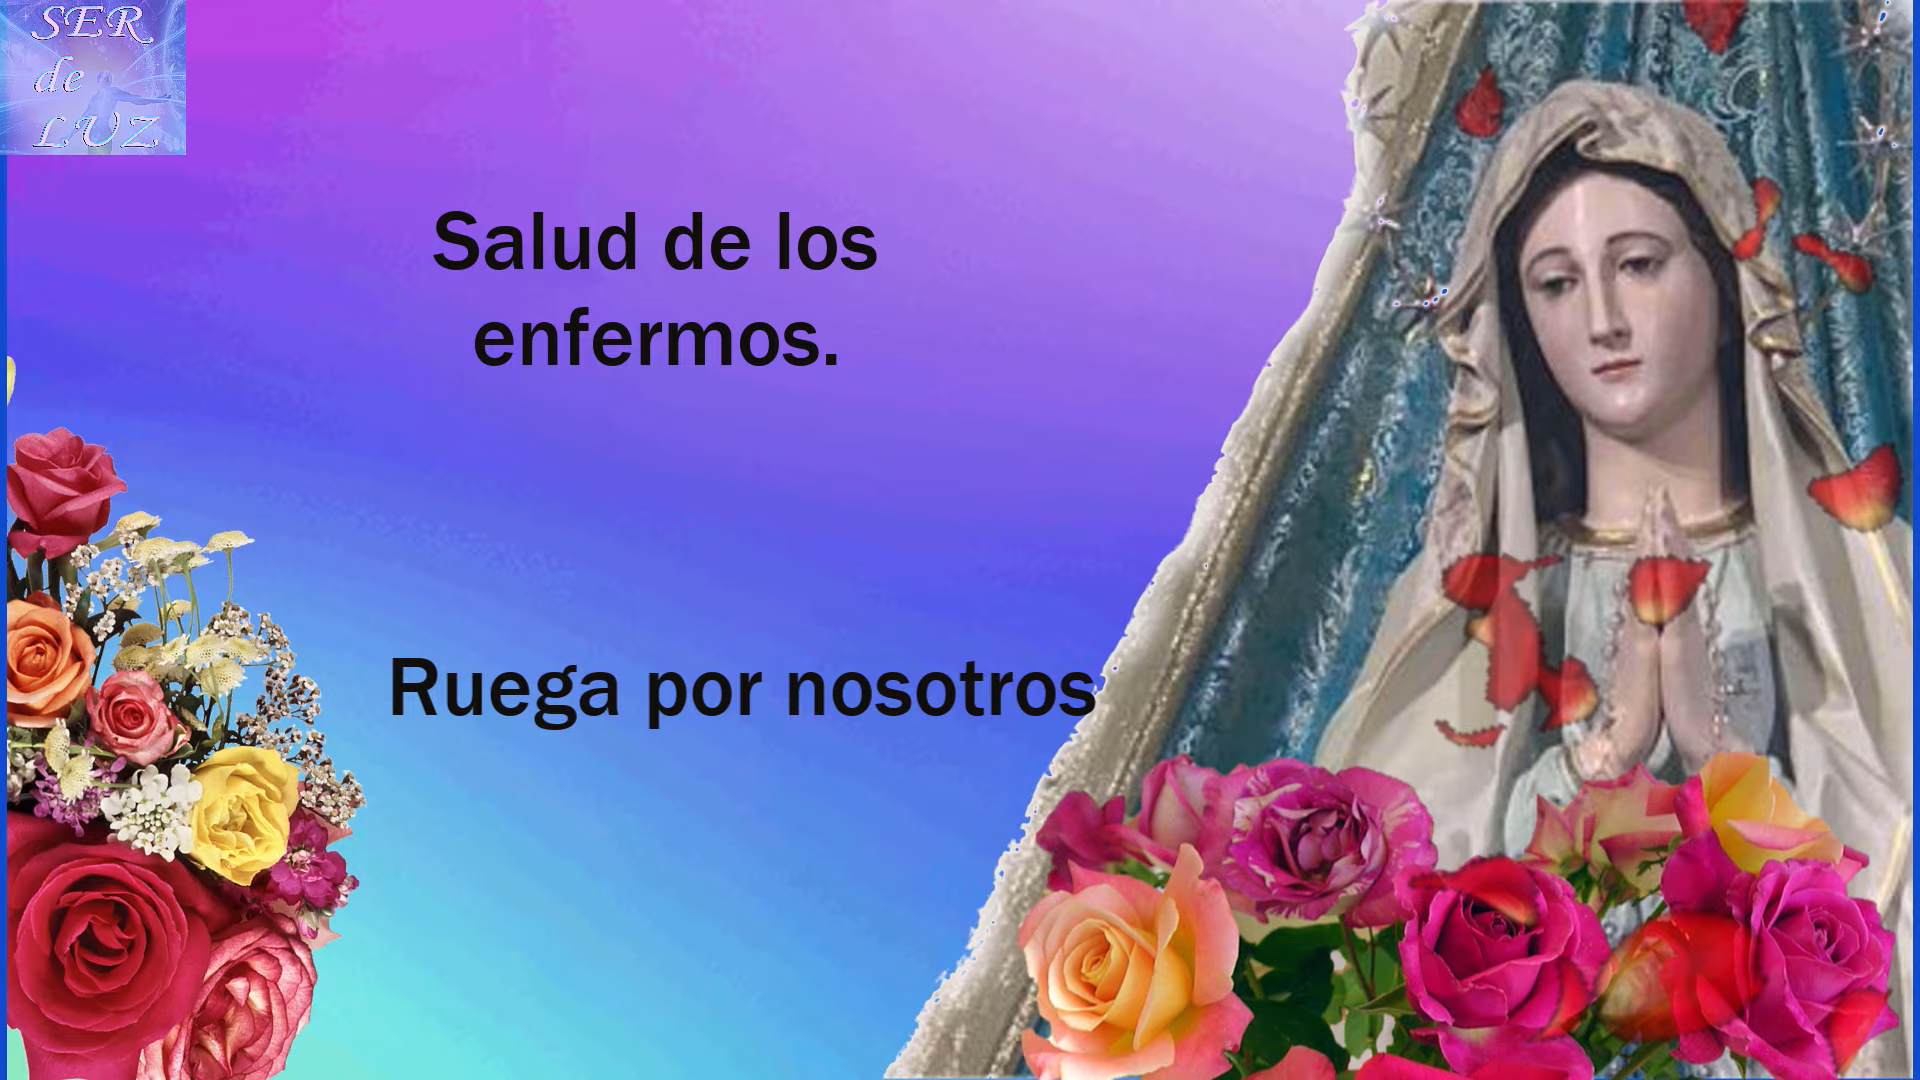 SER
de
LUZ
Salud de los
enfermos.
Ruega por nosotros